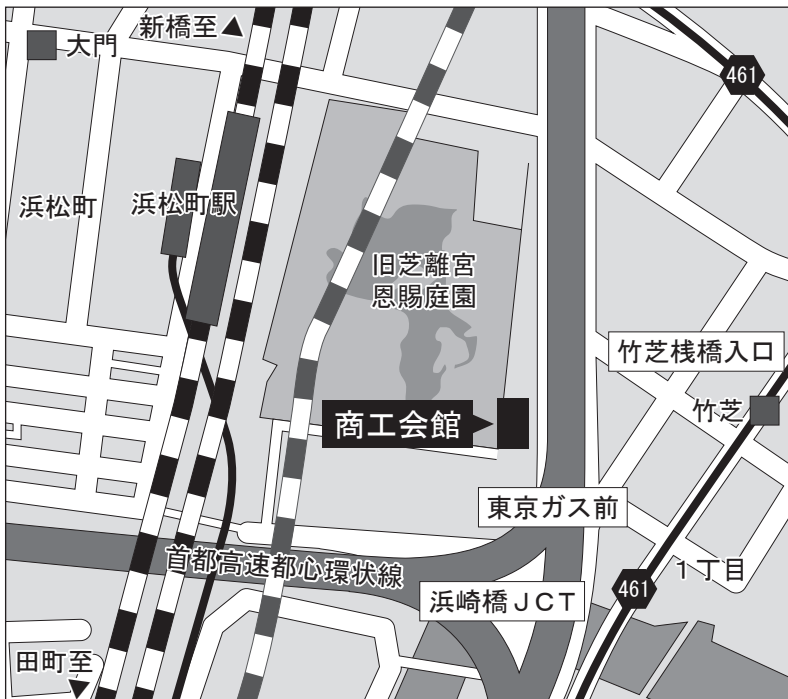 新橋至▲
大門
461
浜松町
浜松町駅
旧芝離宮
恩賜庭園
竹芝桟橋入口
竹芝
商工会館
東京ガス前
首都高速都心環状線
1丁目
461
浜崎橋JCT
田町至
▼